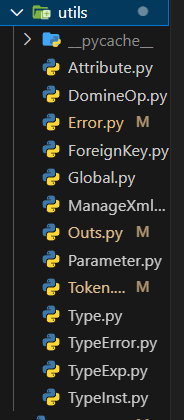 utils
__pycache__
Attribute.py
DomineOp.py
Error.py M
ForeignKey.py
Global.py
ManageXml...
Outs.py M
Parameter.py
Token.... M
Type.py
TypeError.py
TypeExp.py
TypeInst.py